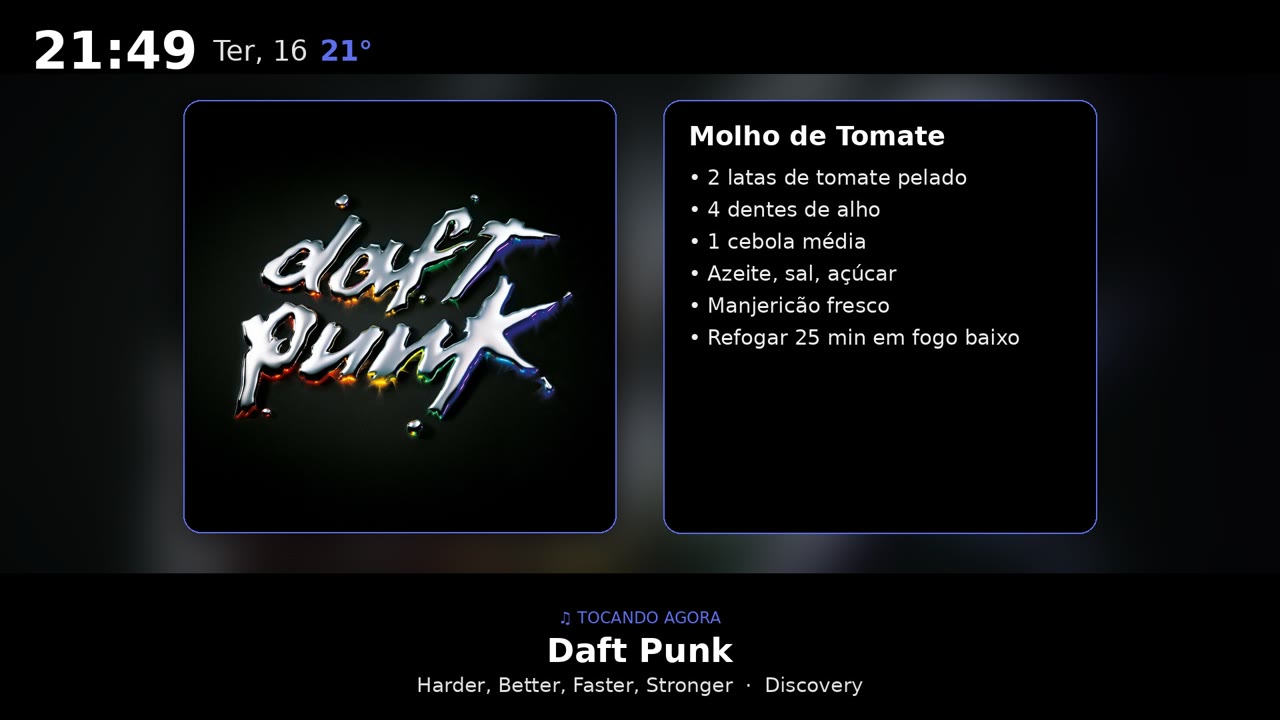 21:49 Ter, 16 21°
daft
punk
Molho de Tomate
• 2 latas de tomate pelado
• 4 dentes de alho
• 1 cebola média
• Azeite, sal, açúcar
• Manjericão fresco
• Refogar 25 min em fogo baixo
♫ TOCANDO AGORA
Daft Punk
Harder, Better, Faster, Stronger · Discovery